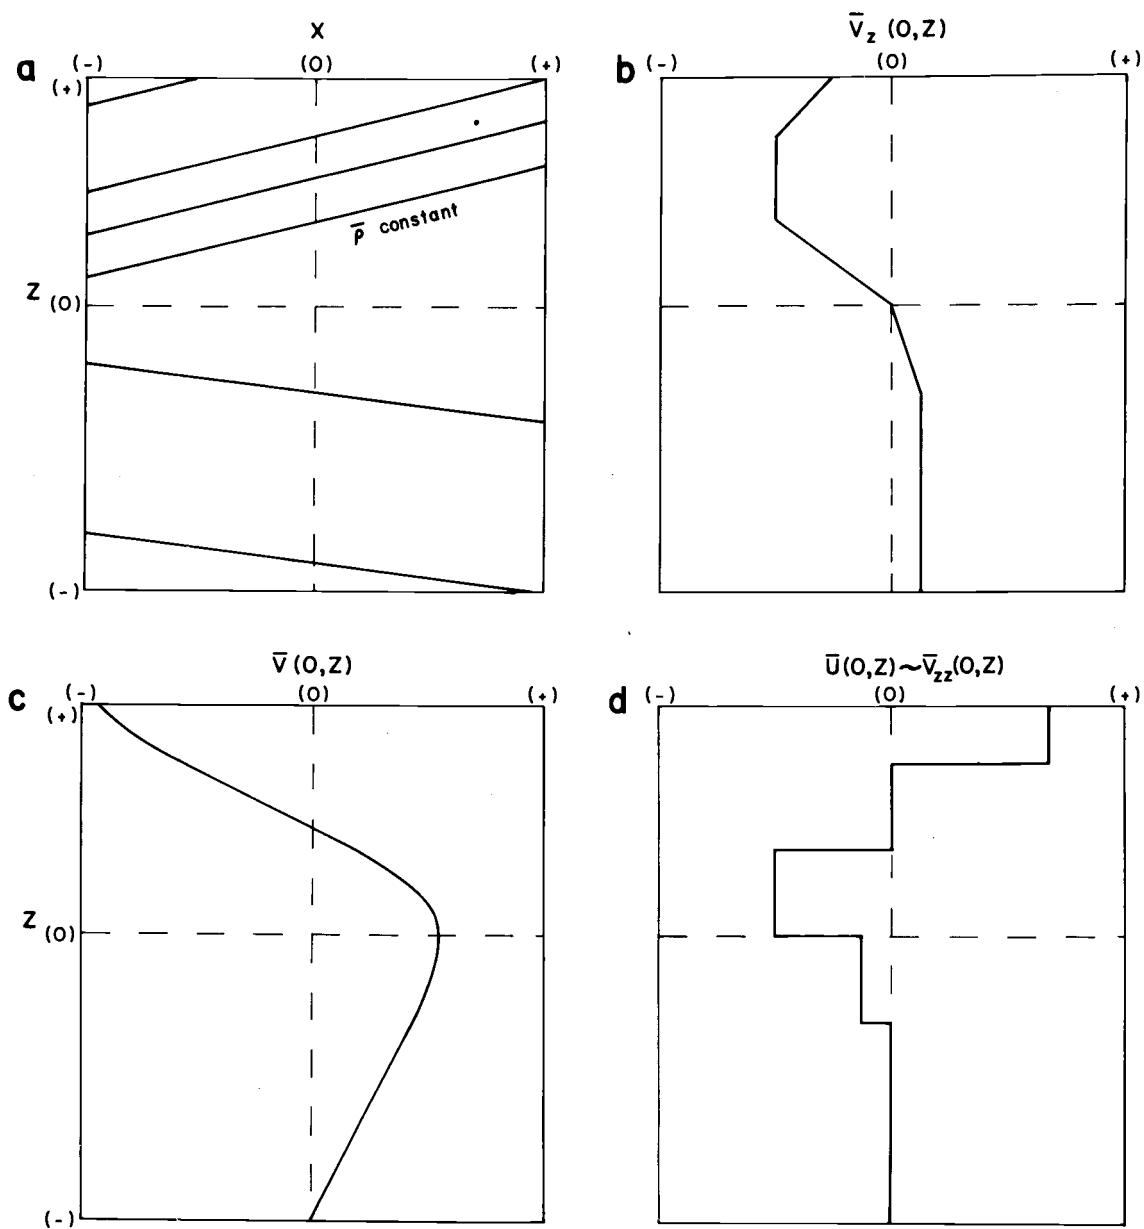 X
(-) (0) (+)
a
(+)
ρ̅ constant
Z (0)
(-)
V̅z (0,Z)
(-) (0) (+)
b
V̅ (0,Z)
(-) (0) (+)
c
(+)
Z (0)
(-)
U̅(0,Z)~V̅zz(0,Z)
(-) (0) (+)
d